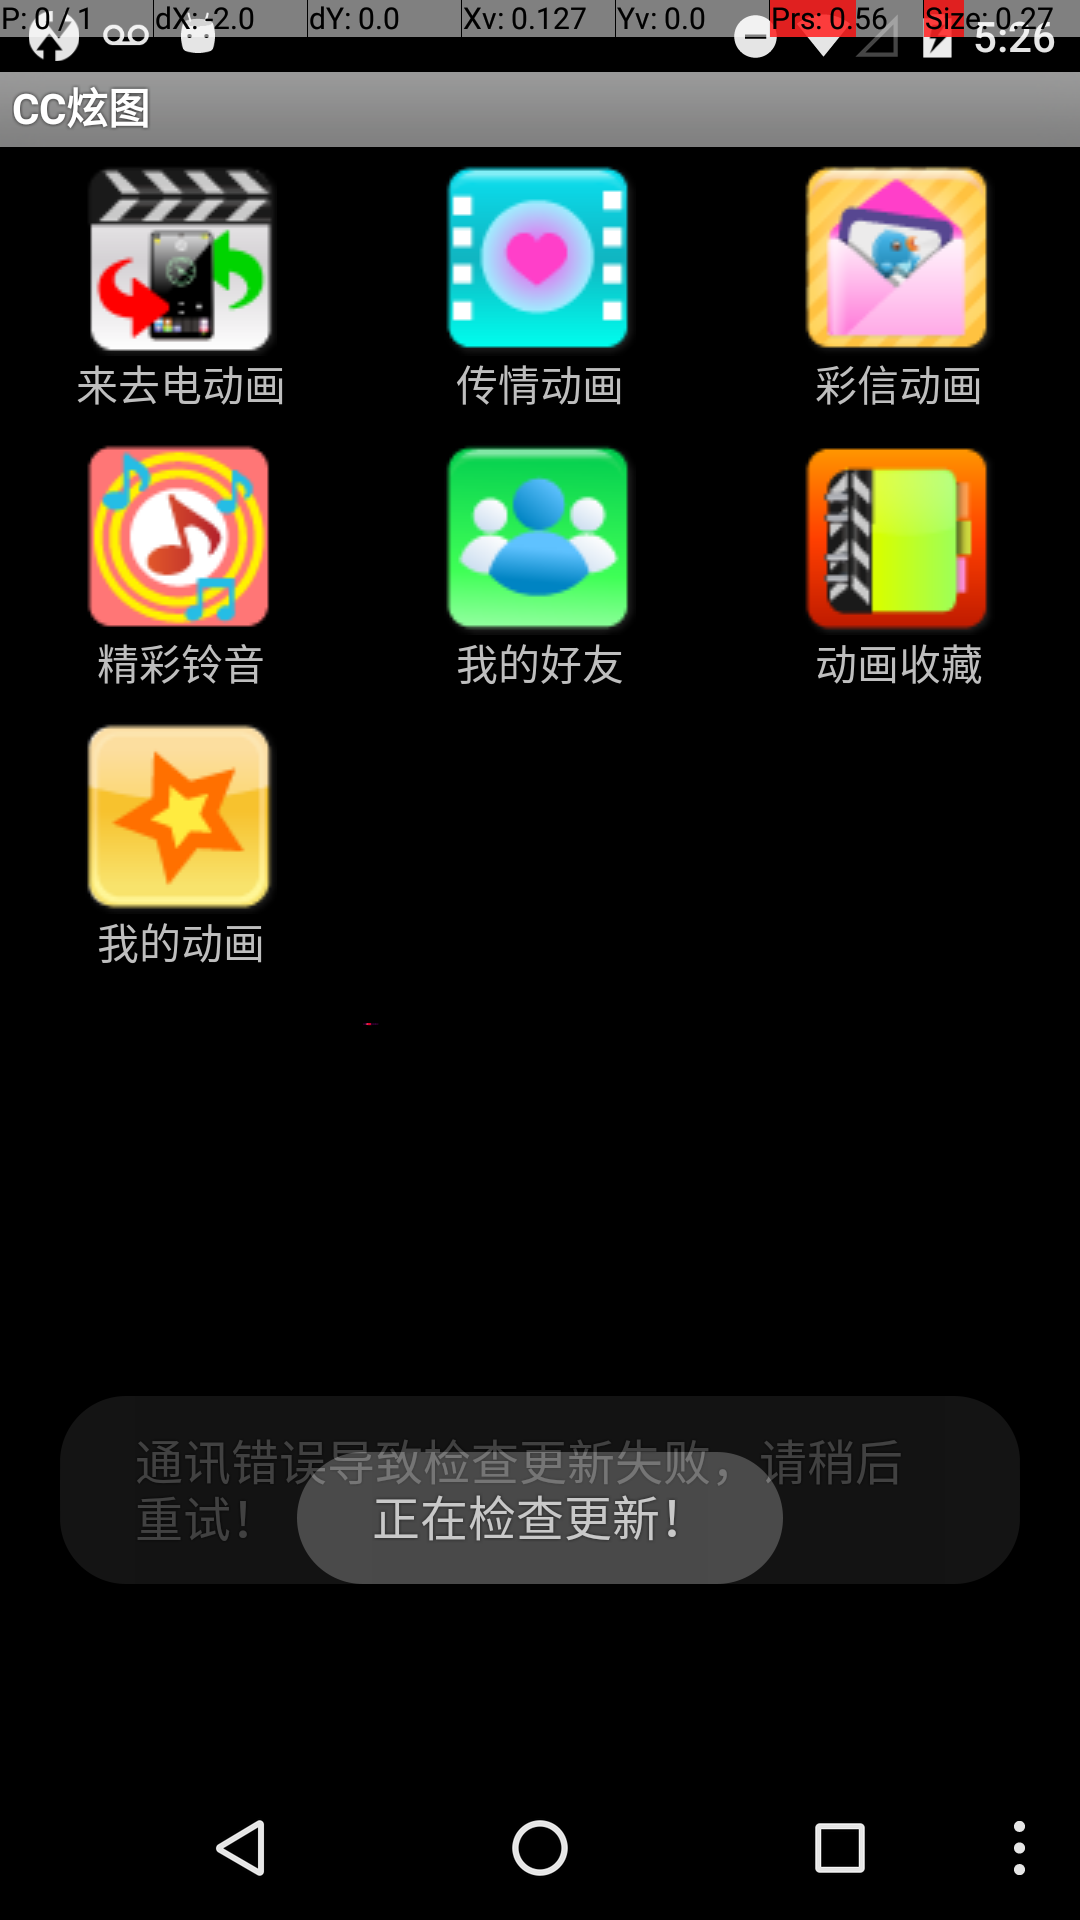 P: 0 / 1 dX: -2.0 dY: 0.0 Xv: 0.127 Yv: 0.0 Prs: 0.56 Size: 0.27
5:26
CC炫图
来去电动画 传情动画 彩信动画
精彩铃音 我的好友 动画收藏
我的动画
通讯错误导致检查更新失败，请稍后
重试！
正在检查更新！